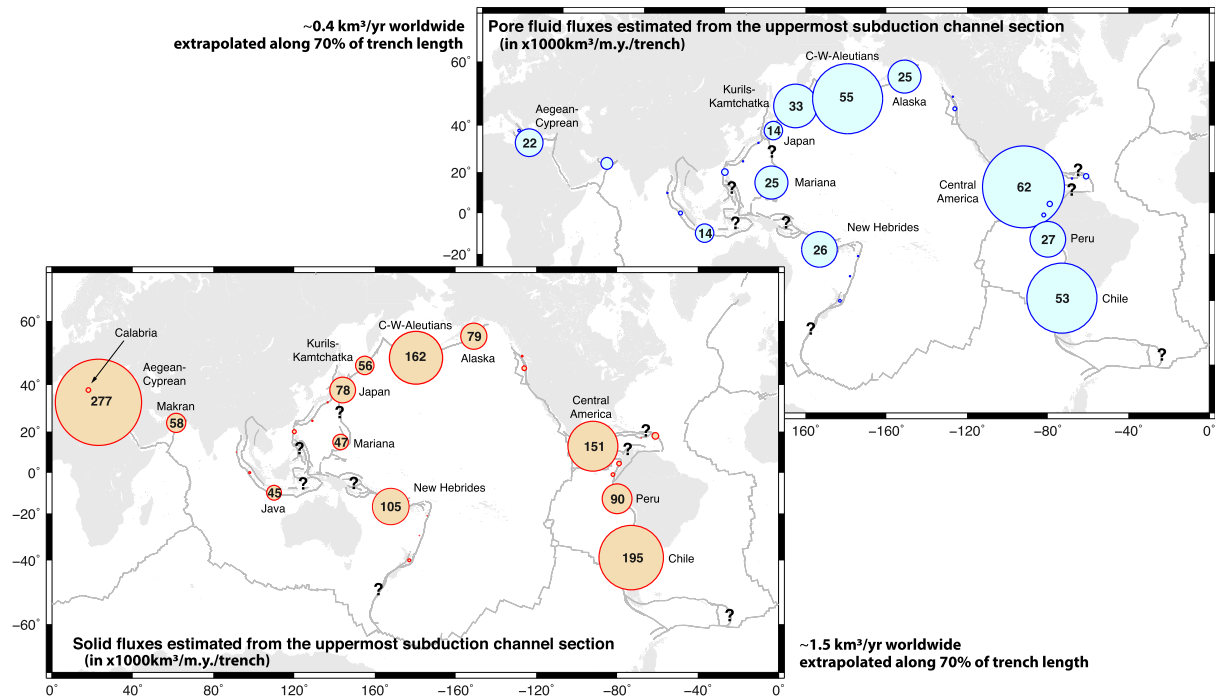 ~0.4 km³/yr worldwide
extrapolated along 70% of trench length
Pore fluid fluxes estimated from the uppermost subduction channel section
(in x1000km³/m.y./trench)
60˚
40˚
20˚
0˚
−20˚
C-W-Aleutians
55
25
Alaska
Kurils-
Kamtchatka
33
14
Japan
?
Aegean-
Cyprean
22
25
Mariana
?
14
?
?
New Hebrides
26
?
Central
America
62
?
?
27
Peru
53
Chile
?
160˚
−160˚
−120˚
−80˚
−40˚
0˚
60˚
40˚
20˚
0˚
−20˚
−40˚
−60˚
Calabria
Aegean-
Cyprean
277
Makran
58
C-W-Aleutians
162
79
Alaska
Kurils-
Kamtchatka
56
78
Japan
?
47
Mariana
?
45
Java
?
?
New Hebrides
105
?
Central
America
151
?
?
90
Peru
195
Chile
?
Solid fluxes estimated from the uppermost subduction channel section
(in x1000km³/m.y./trench)
~1.5 km³/yr worldwide
extrapolated along 70% of trench length
0˚
40˚
80˚
120˚
160˚
−160˚
−120˚
−80˚
−40˚
0˚